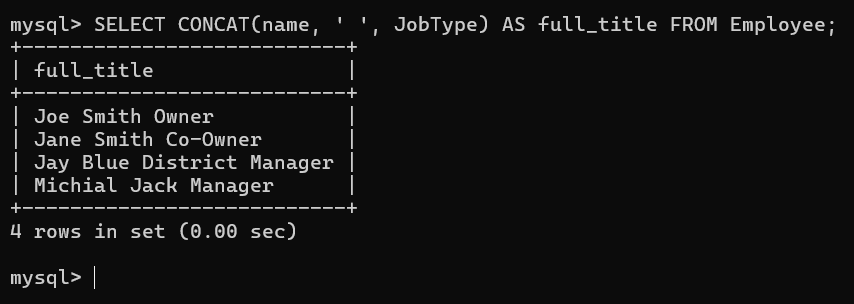 mysql> SELECT CONCAT(name, ' ', JobType) AS full_title FROM Employee;
+---------------------------+
| full_title                |
+---------------------------+
| Joe Smith Owner           |
| Jane Smith Co-Owner       |
| Jay Blue District Manager |
| Michial Jack Manager      |
+---------------------------+
4 rows in set (0.00 sec)
mysql>